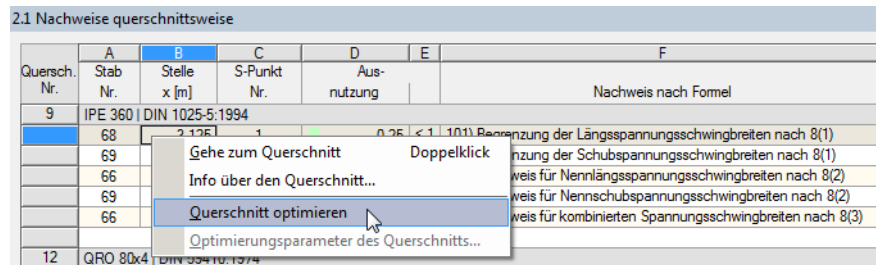 2.1 Nachweise querschnittsweise
A B C D E F
Quersch. Stab Stelle S-Punkt Aus-
Nr. Nr. x [m] Nr. nutzung Nachweis nach Formel
9 IPE 360 | DIN 1025-5:1994
68 3.125 1 0.25 ≤ 1 101) Begrenzung der Längsspannungsschwingbreiten nach 8(1)
69 Gehe zum Querschnitt Doppelklick nzung der Schubspannungsschwingbreiten nach 8(1)
66 Info über den Querschnitt... weis für Nennlängsspannungsschwingbreiten nach 8(2)
69 Querschnitt optimieren weis für Nennschubspannungsschwingbreiten nach 8(2)
66 weis für kombinierten Spannungsschwingbreiten nach 8(3)
Optimierungsparameter des Querschnitts...
12 QRO 80x4 | DIN 59410:1974